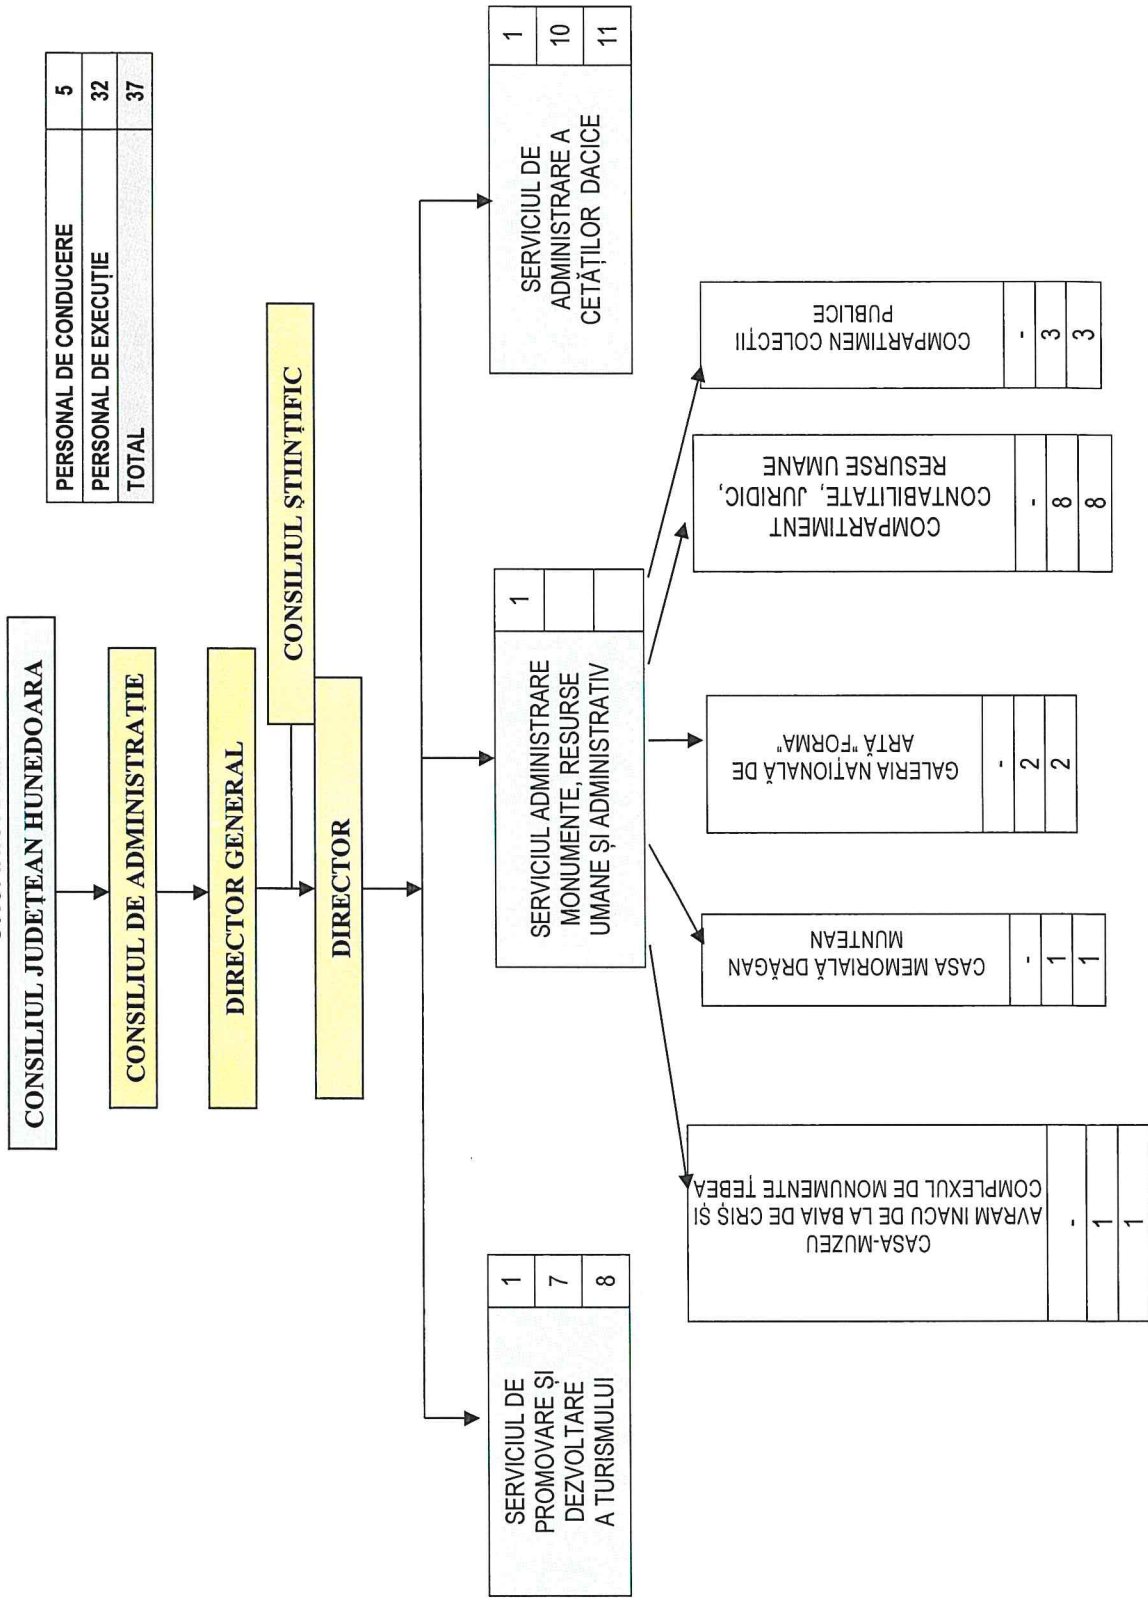 CONSILIUL JUDEȚEAN HUNEDOARA
CONSILIUL DE ADMINISTRAȚIE
DIRECTOR GENERAL
CONSILIUL ȘTIINȚIFIC
DIRECTOR
PERSONAL DE CONDUCERE 5
PERSONAL DE EXECUȚIE 32
TOTAL 37
SERVICIUL DE
PROMOVARE ȘI
DEZVOLTARE
A TURISMULUI
1
7
8
SERVICIUL ADMINISTRARE
MONUMENTE, RESURSE
UMANE ȘI ADMINISTRATIV
1
SERVICIUL DE
ADMINISTRARE A
CETĂȚILOR DACICE
1
10
11
CASA-MUZEU
AVRAM INACU DE LA BAIA DE CRIȘ ȘI
COMPLEXUL DE MONUMENTE ȚEBEA
-
1
1
CASA MEMORIALĂ DRĂGAN
MUNTEAN
-
1
1
GALERIA NAȚIONALĂ DE
ARTĂ "FORMA"
-
2
2
COMPARTIMENT
CONTABILITATE, JURIDIC,
RESURSE UMANE
-
8
8
COMPARTIMEN COLECȚII
PUBLICE
-
3
3